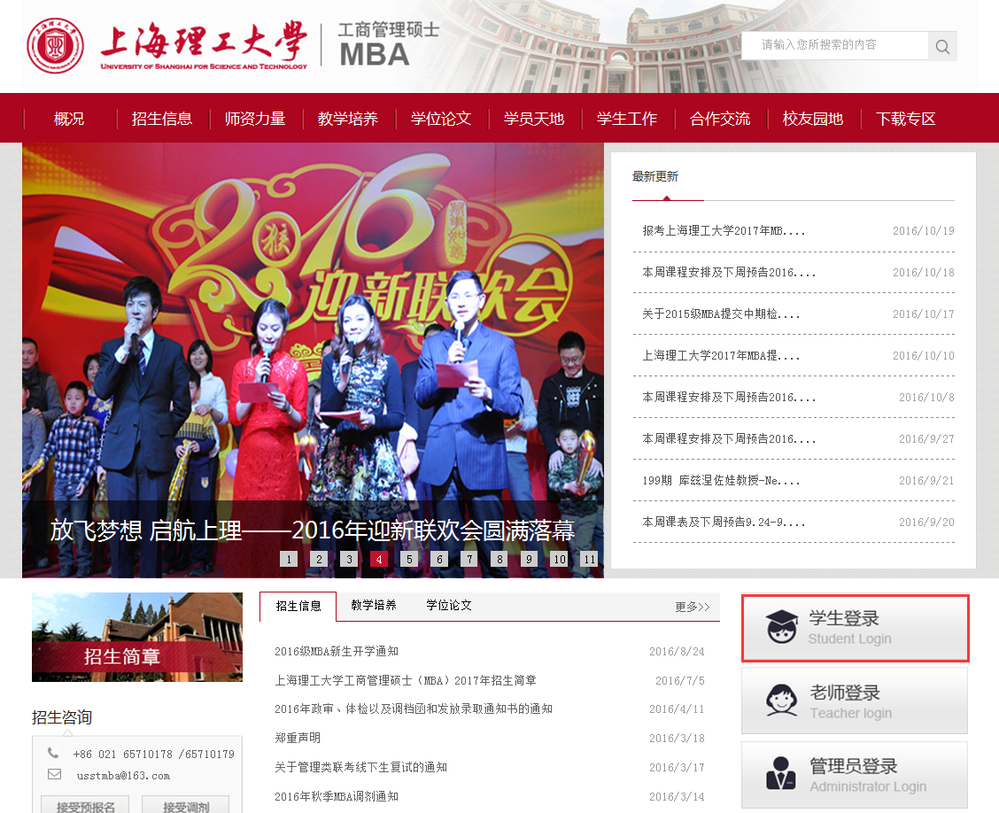 上海理工大學
UNIVERSITY OF SHANGHAI FOR SCIENCE AND TECHNOLOGY
工商管理硕士
MBA
请输入您所搜索的内容
概况 招生信息 师资力量 教学培养 学位论文 学员天地 学生工作 合作交流 校友园地 下载专区
2016
猴
迎新联欢会
放飞梦想 启航上理——2016年迎新联欢会圆满落幕
1 2 3 4 5 6 7 8 9 10 11
最新更新
报考上海理工大学2017年MB.... 2016/10/19
本周课程安排及下周预告2016.... 2016/10/18
关于2015级MBA提交中期检.... 2016/10/17
上海理工大学2017年MBA提.... 2016/10/10
本周课程安排及下周预告2016.... 2016/10/8
本周课程安排及下周预告2016.... 2016/9/27
199期 库兹涅佐娃教授-Ne.... 2016/9/21
本周课表及下周预告9.24-9.... 2016/9/20
招生简章
招生咨询
+86 021 65710178 /65710179
usstmba@163.com
接受预报名 接受调剂
招生信息 教学培养 学位论文 更多>>
2016级MBA新生开学通知 2016/8/24
上海理工大学工商管理硕士（MBA）2017年招生简章 2016/7/5
2016年政审、体检以及调档函和发放录取通知书的通知 2016/4/11
郑重声明 2016/3/18
关于管理类联考线下生复试的通知 2016/3/17
2016年秋季MBA调剂通知 2016/3/14
学生登录
Student Login
老师登录
Teacher login
管理员登录
Administrator Login